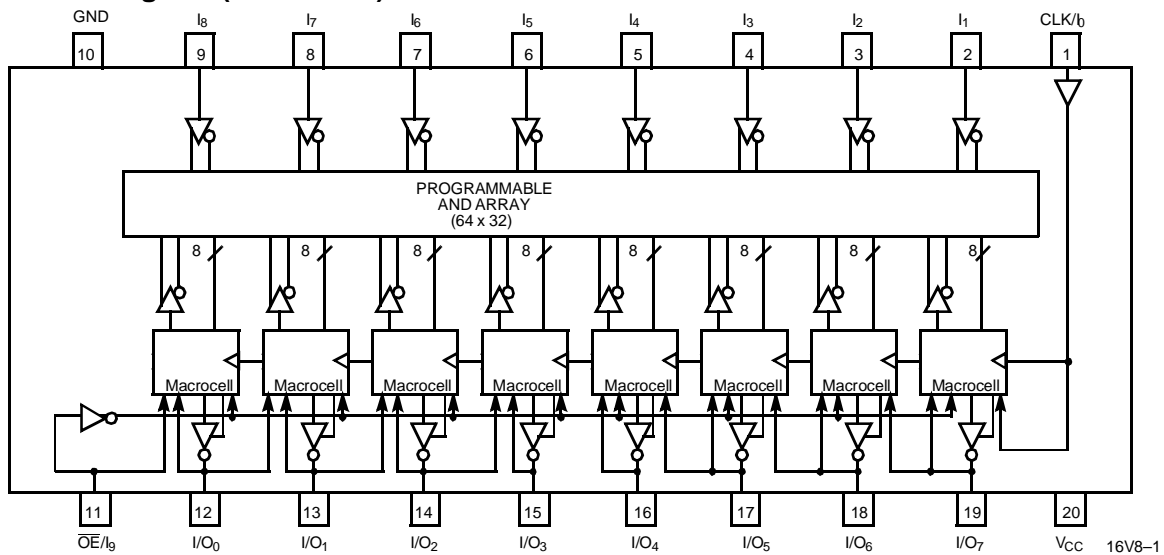 GND I8 I7 I6 I5 I4 I3 I2 I1 CLK/I0
10 9 8 7 6 5 4 3 2 1
PROGRAMMABLE
AND ARRAY
(64 x 32)
8 8 8 8 8 8 8 8
Macrocell Macrocell Macrocell Macrocell Macrocell Macrocell Macrocell Macrocell
11 12 13 14 15 16 17 18 19 20
OE/I9 I/O0 I/O1 I/O2 I/O3 I/O4 I/O5 I/O6 I/O7 VCC 16V8–1